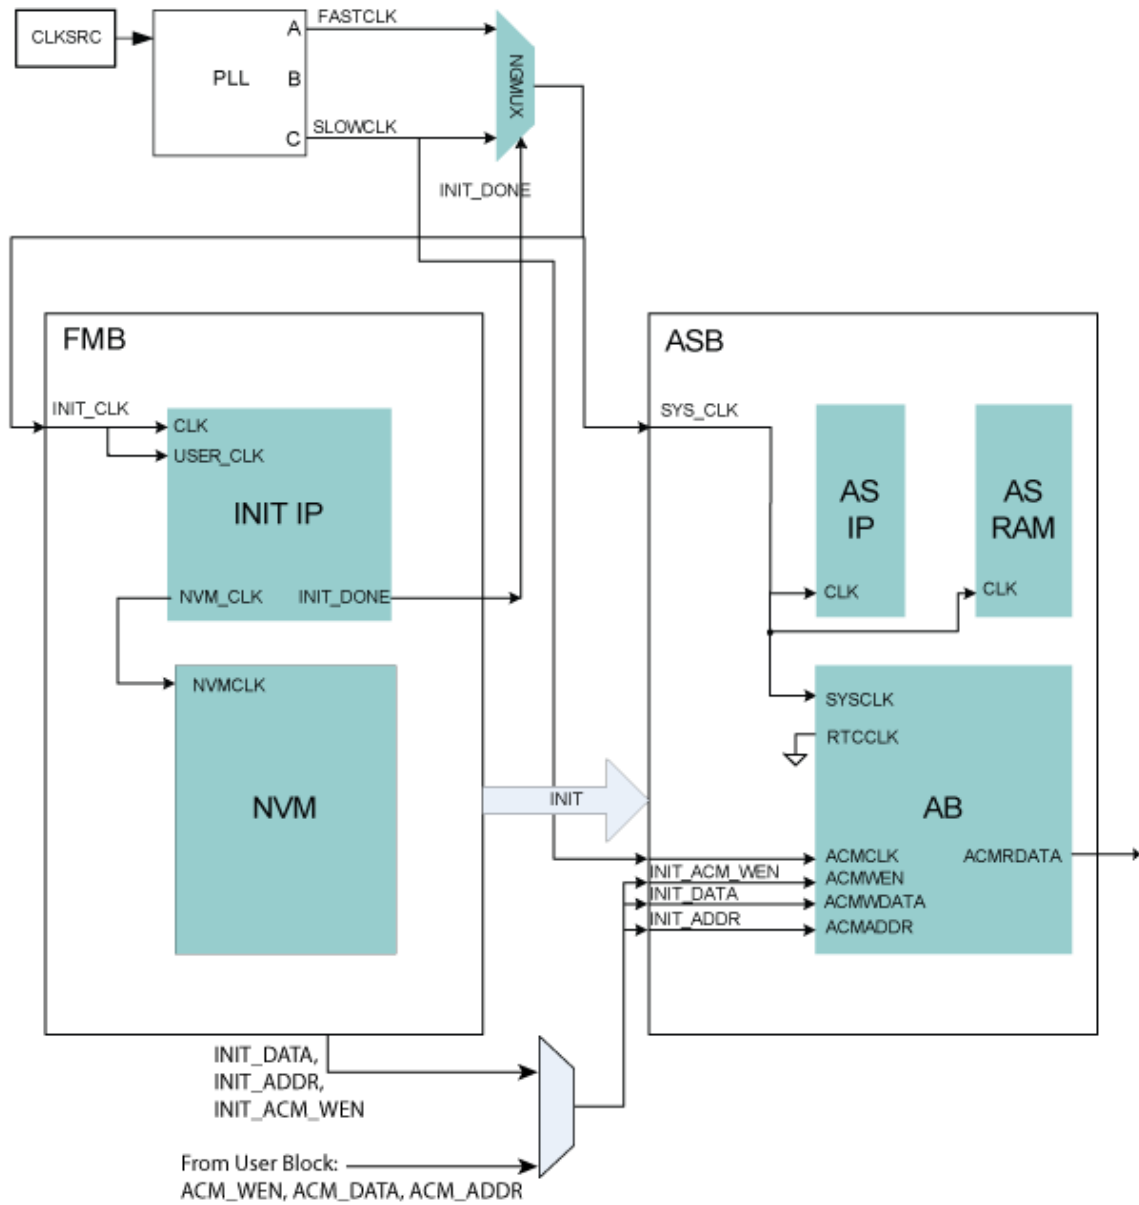 CLKSRC
PLL
A
B
C
FASTCLK
SLOWCLK
NGMUX
INIT_DONE
FMB
INIT_CLK
CLK
USER_CLK
INIT IP
NVM_CLK
INIT_DONE
NVMCLK
NVM
INIT
ASB
SYS_CLK
AS
IP
CLK
AS
RAM
CLK
SYSCLK
RTCCLK
AB
ACMCLK
ACMRDATA
INIT_ACM_WEN
ACMWEN
INIT_DATA
ACMWDATA
INIT_ADDR
ACMADDR
INIT_DATA,
INIT_ADDR,
INIT_ACM_WEN
From User Block:
ACM_WEN, ACM_DATA, ACM_ADDR